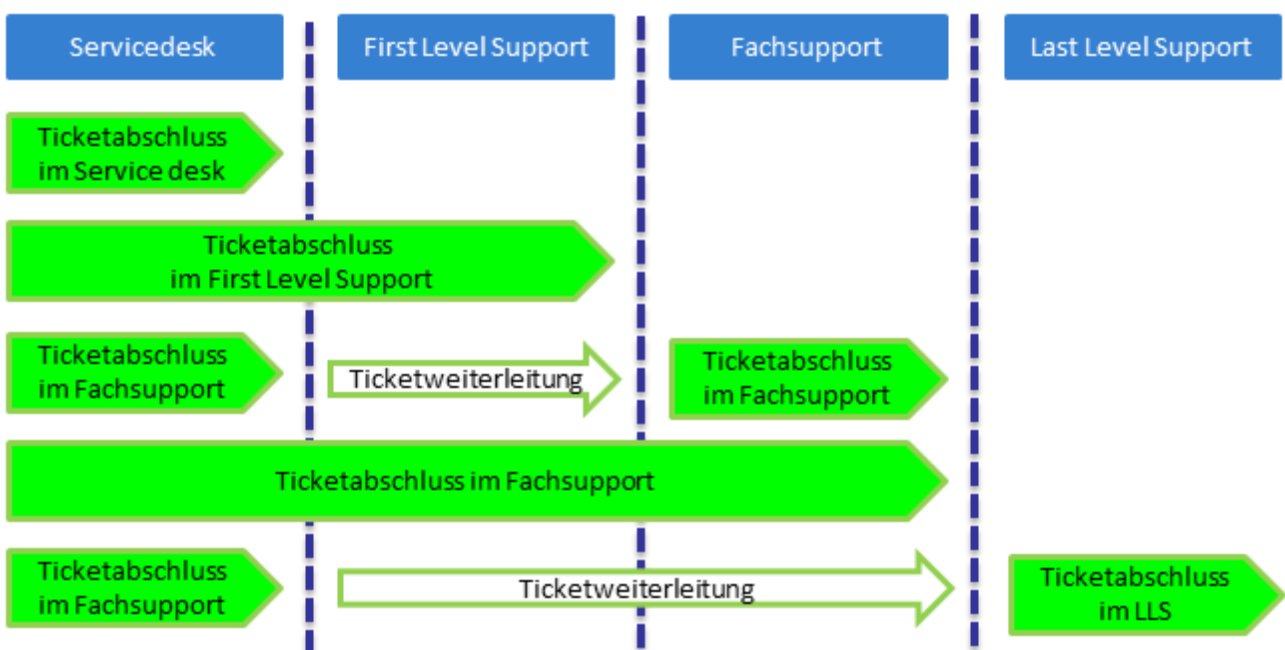 Servicedesk
First Level Support
Fachsupport
Last Level Support
Ticketabschluss
im Service desk
Ticketabschluss
im First Level Support
Ticketabschluss
im Fachsupport
Ticketweiterleitung
Ticketabschluss
im Fachsupport
Ticketabschluss im Fachsupport
Ticketabschluss
im Fachsupport
Ticketweiterleitung
Ticketabschluss
im LLS